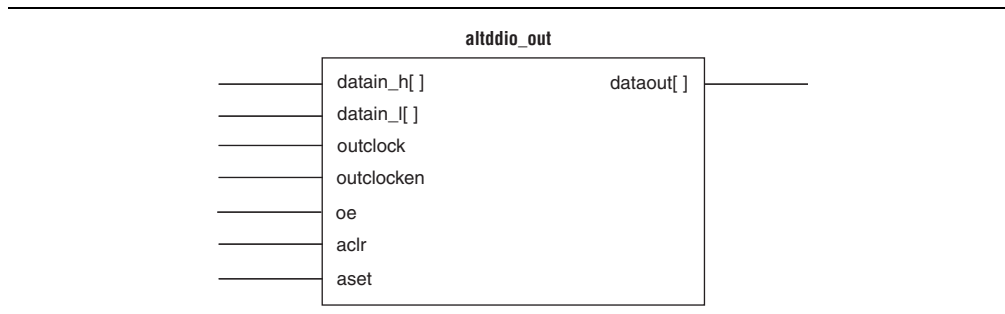 altddio_out
datain_h[ ] dataout[ ]
datain_l[ ]
outclock
outclocken
oe
aclr
aset